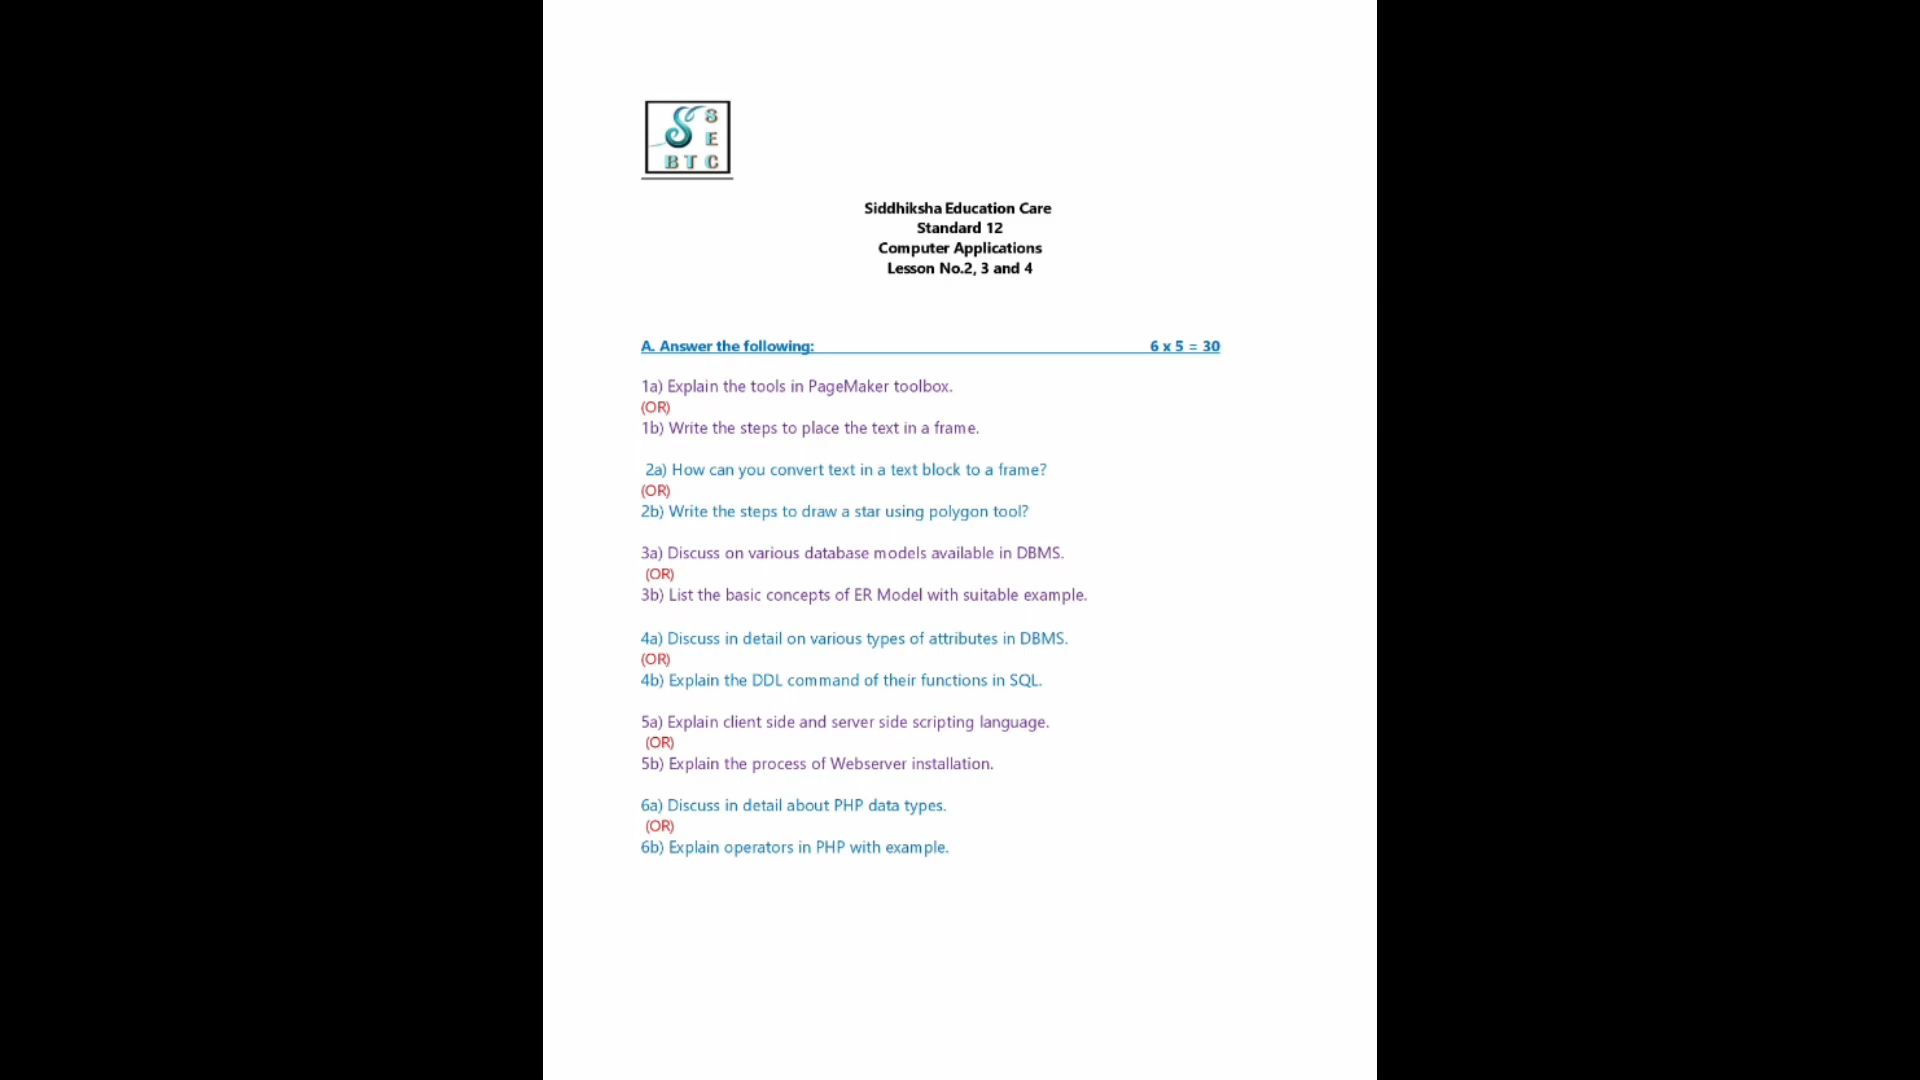 S S
E
B T C
Siddhiksha Education Care
Standard 12
Computer Applications
Lesson No.2, 3 and 4
A. Answer the following: 6 x 5 = 30
1a) Explain the tools in PageMaker toolbox.
(OR)
1b) Write the steps to place the text in a frame.
2a) How can you convert text in a text block to a frame?
(OR)
2b) Write the steps to draw a star using polygon tool?
3a) Discuss on various database models available in DBMS.
(OR)
3b) List the basic concepts of ER Model with suitable example.
4a) Discuss in detail on various types of attributes in DBMS.
(OR)
4b) Explain the DDL command of their functions in SQL.
5a) Explain client side and server side scripting language.
(OR)
5b) Explain the process of Webserver installation.
6a) Discuss in detail about PHP data types.
(OR)
6b) Explain operators in PHP with example.